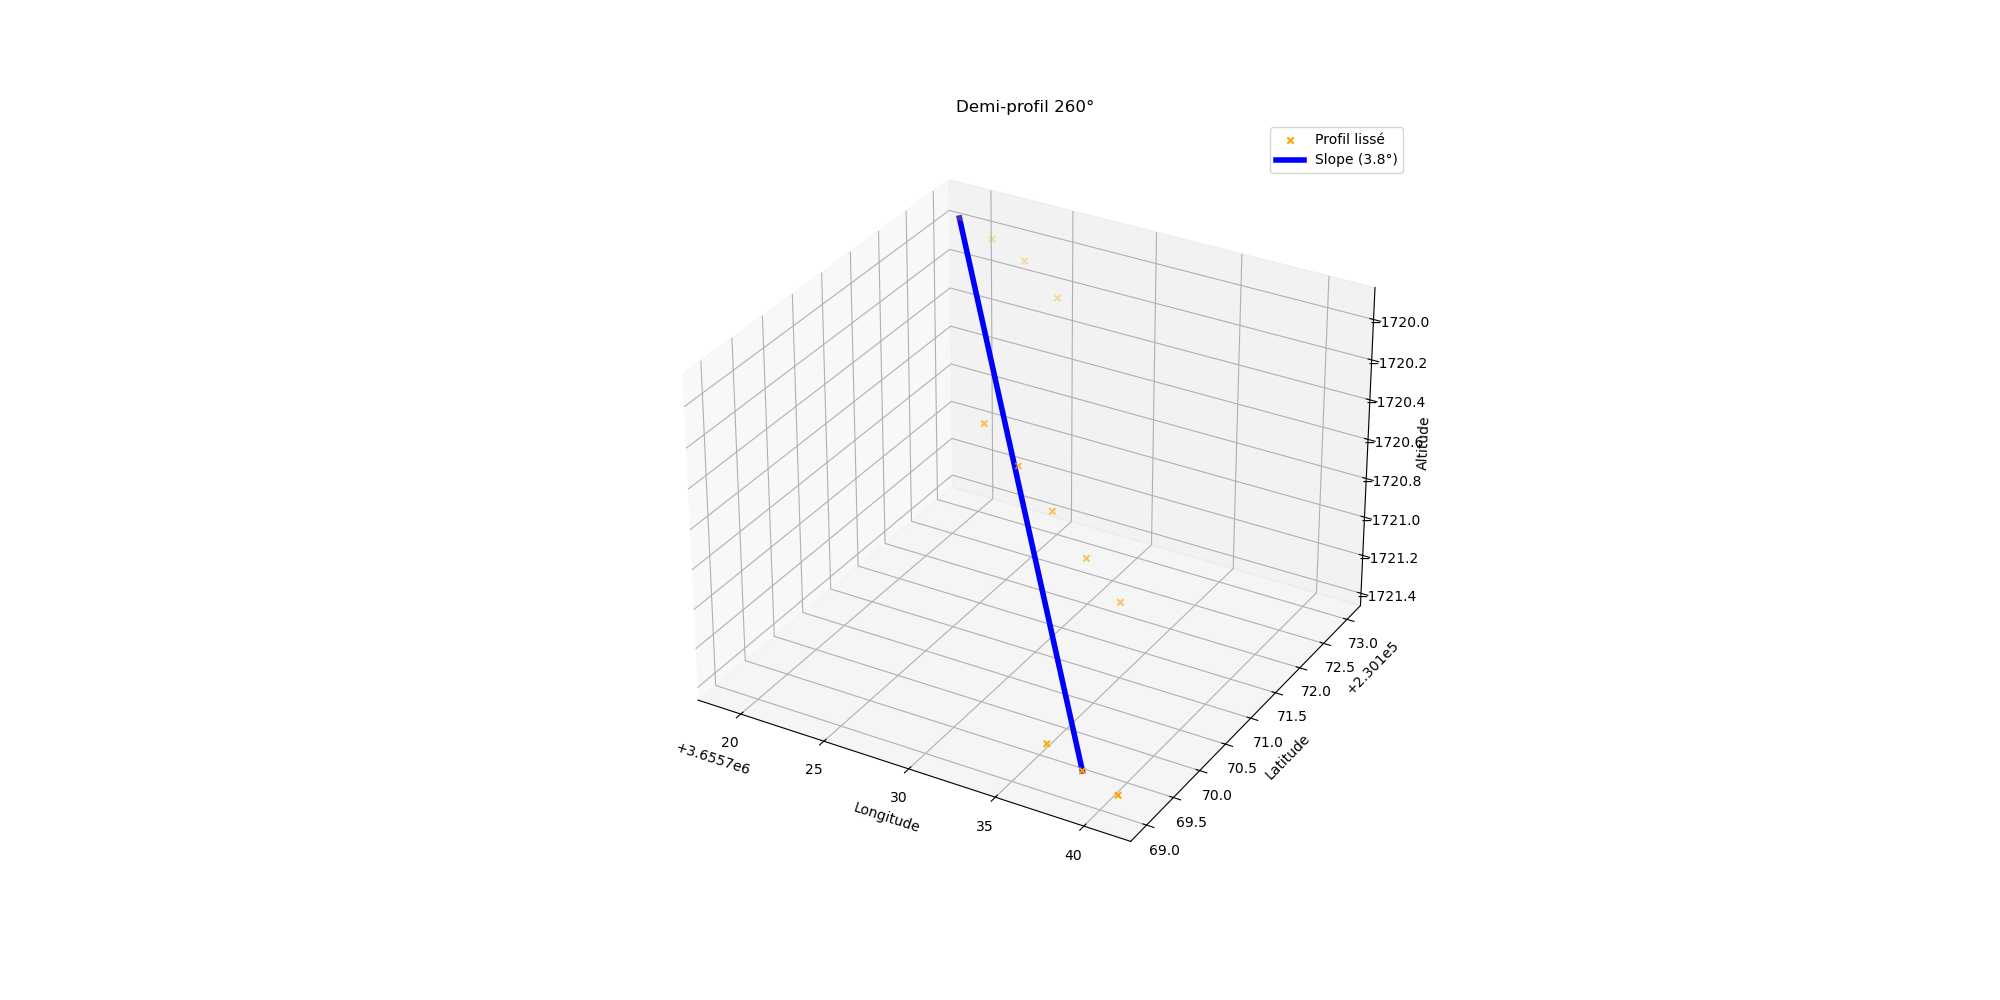 Demi-profil 260°
Profil lissé
Slope (3.8°)
−1720.0
−1720.2
−1720.4
−1720.6
−1720.8
−1721.0
−1721.2
−1721.4
Altitude
73.0
72.5
72.0
71.5
71.0
70.5
70.0
69.5
69.0
+2.301e5
Latitude
20
25
30
35
40
+3.6557e6
Longitude